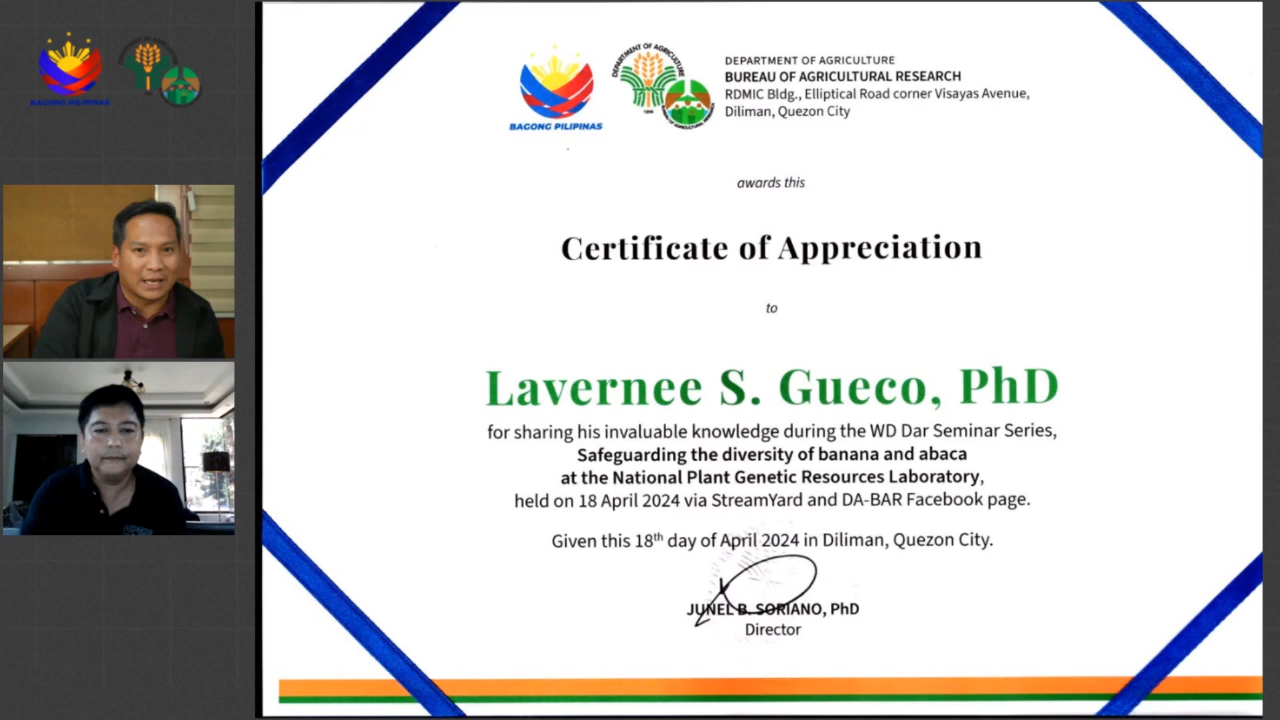 BAGONG PILIPINAS
BAGONG PILIPINAS
DEPARTMENT OF AGRICULTURE
DEPARTMENT OF AGRICULTURE
BUREAU OF AGRICULTURAL RESEARCH
RDMIC Bldg., Elliptical Road corner Visayas Avenue,
Diliman, Quezon City
awards this
Certificate of Appreciation
to
Lavernee S. Gueco, PhD
for sharing his invaluable knowledge during the WD Dar Seminar Series,
Safeguarding the diversity of banana and abaca
at the National Plant Genetic Resources Laboratory,
held on 18 April 2024 via StreamYard and DA-BAR Facebook page.
Given this 18th day of April 2024 in Diliman, Quezon City.
JUNEL B. SORIANO, PhD
Director